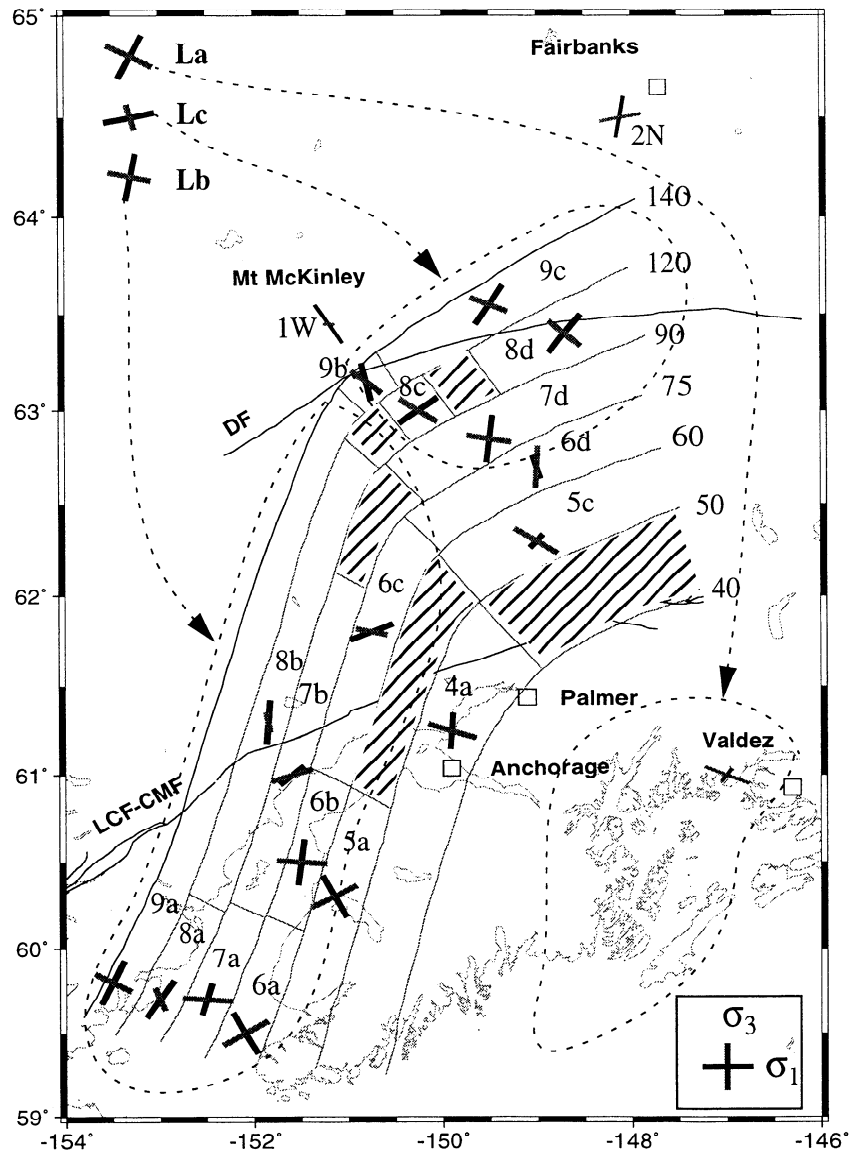 65°
64°
63°
62°
61°
60°
59°
-154°
-152°
-150°
-148°
-146°
La
Lc
Lb
Fairbanks
2N
140
120
90
75
60
50
40
Mt McKinley
1W
9c
8d
9b
8c
7d
DF
6d
5c
6c
8b
7b
4a
Palmer
Valdez
Anchorage
LCF-CMF
6b
5a
9a
8a
7a
6a
σ3
σ1